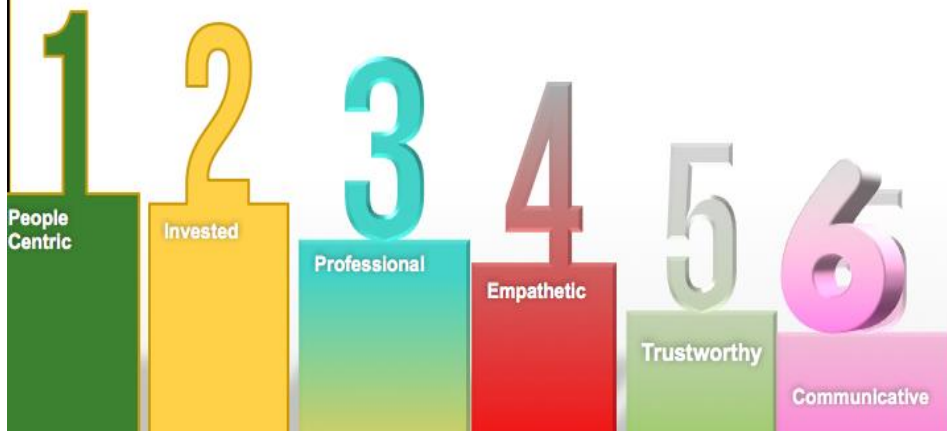 1
People
Centric
2
Invested
3
Professional
4
Empathetic
5
Trustworthy
6
Communicative